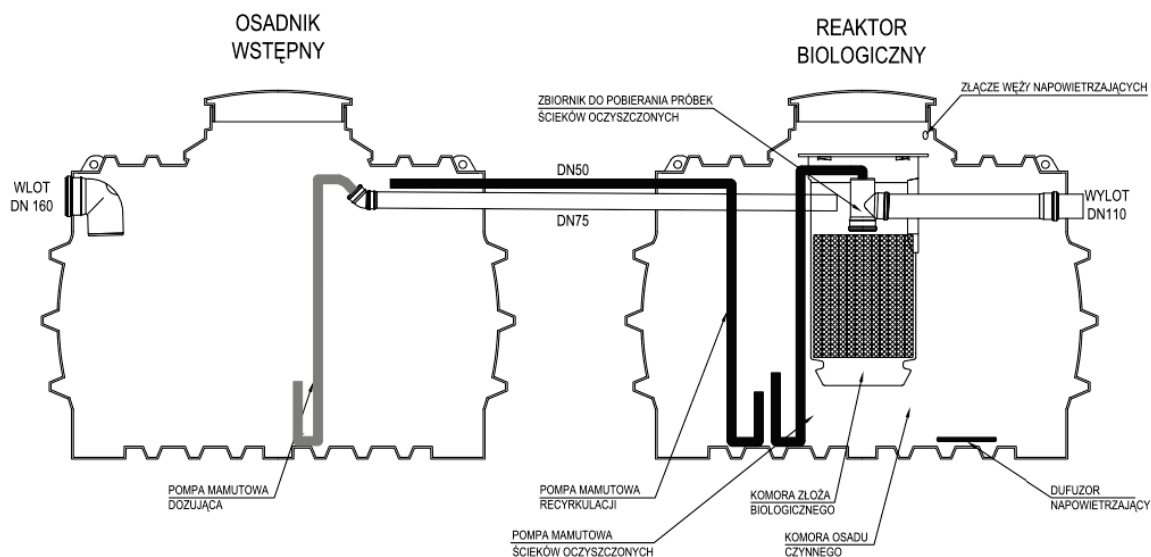 OSADNIK
WSTĘPNY
REAKTOR
BIOLOGICZNY
ZBIORNIK DO POBIERANIA PRÓBEK
ŚCIEKÓW OCZYSZCZONYCH
ZŁĄCZE WĘŻY NAPOWIETRZAJĄCYCH
WLOT
DN 160
DN50
DN75
WYLOT
DN110
POMPA MAMUTOWA
DOZUJĄCA
POMPA MAMUTOWA
RECYRKULACJI
POMPA MAMUTOWA
ŚCIEKÓW OCZYSZCZONYCH
KOMORA ZŁOŻA
BIOLOGICZNEGO
KOMORA OSADU
CZYNNEGO
DUFUZOR
NAPOWIETRZAJĄCY